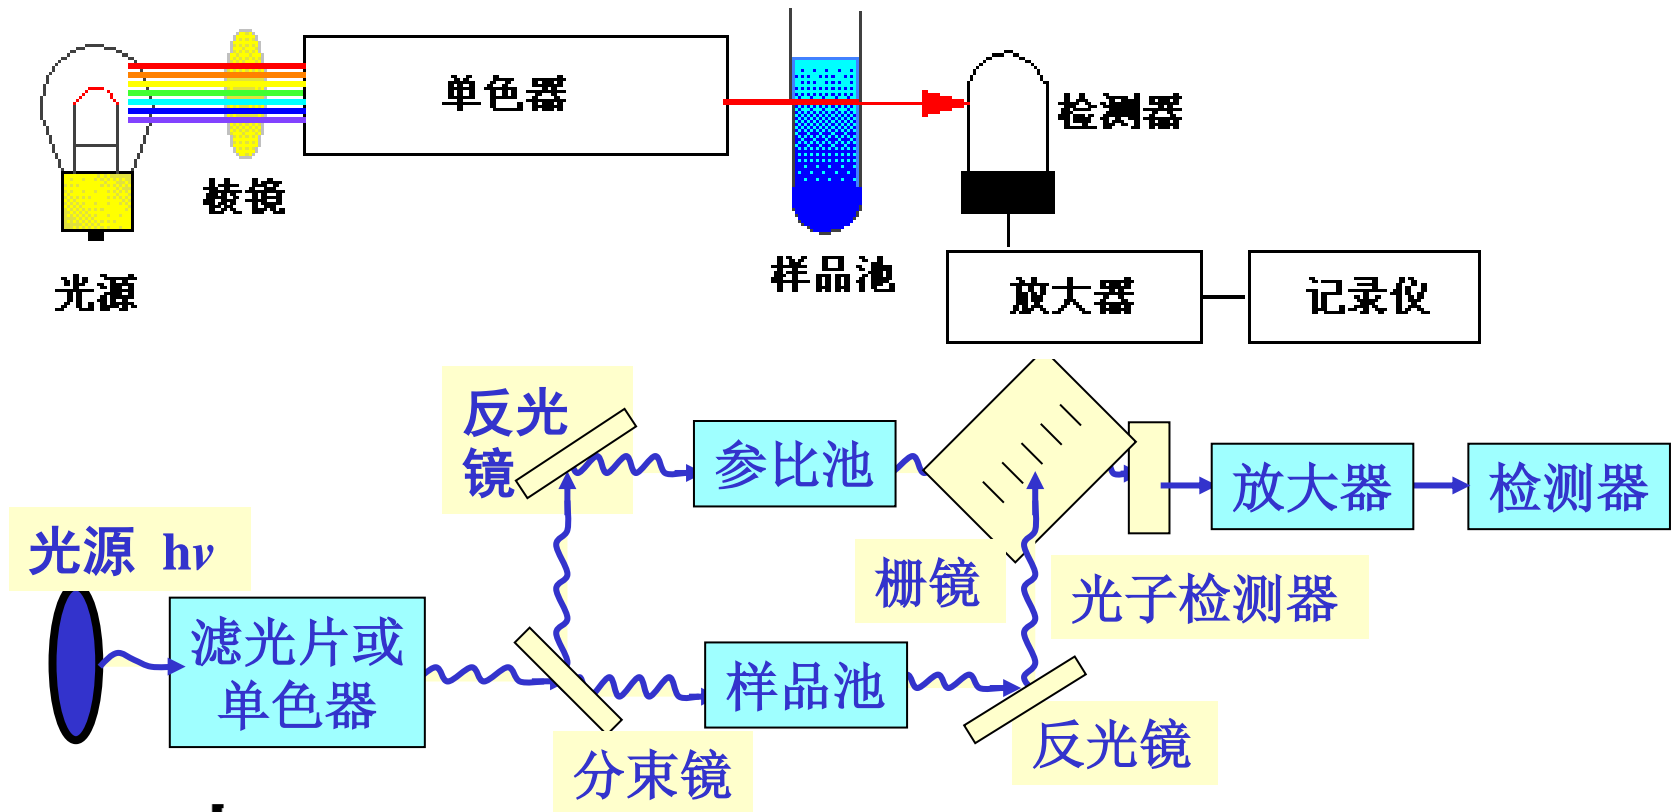 单色器
检测器
棱镜
样品池
光源
放大器
记录仪
反光
镜
参比池
放大器
检测器
光源 hν
栅镜
光子检测器
滤光片或
单色器
样品池
分束镜
反光镜